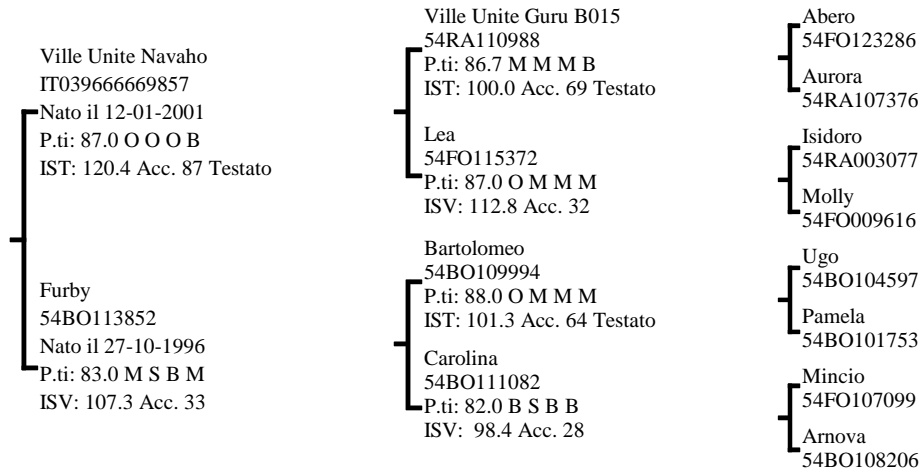 Ville Unite Navaho
IT039666669857
Nato il 12-01-2001
P.ti: 87.0 O O O B
IST: 120.4 Acc. 87 Testato
Furby
54BO113852
Nato il 27-10-1996
P.ti: 83.0 M S B M
ISV: 107.3 Acc. 33
Ville Unite Guru B015
54RA110988
P.ti: 86.7 M M M B
IST: 100.0 Acc. 69 Testato
Lea
54FO115372
P.ti: 87.0 O M M M
ISV: 112.8 Acc. 32
Bartolomeo
54BO109994
P.ti: 88.0 O M M M
IST: 101.3 Acc. 64 Testato
Carolina
54BO111082
P.ti: 82.0 B S B B
ISV: 98.4 Acc. 28
Abero
54FO123286
Aurora
54RA107376
Isidoro
54RA003077
Molly
54FO009616
Ugo
54BO104597
Pamela
54BO101753
Mincio
54FO107099
Arnova
54BO108206